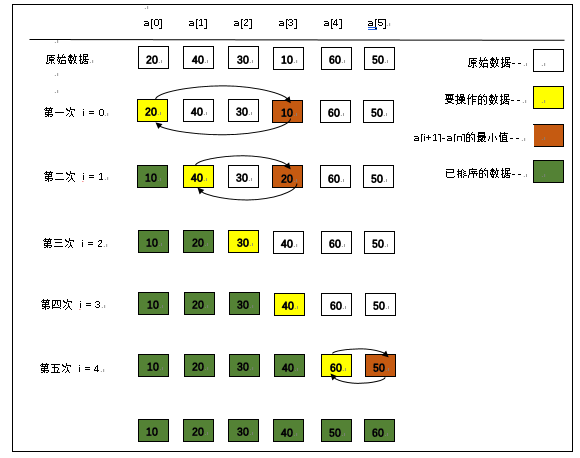 a[0] a[1] a[2] a[3] a[4] a[5]
原始数据 20 40 30 10 60 50
原始数据--
要操作的数据--
第一次 i = 0 20 40 30 10 60 50
a[i+1]-a[n]的最小值--
第二次 i = 1 10 40 30 20 60 50
已排序的数据--
第三次 i = 2 10 20 30 40 60 50
第四次 i = 3 10 20 30 40 60 50
第五次 i = 4 10 20 30 40 60 50
10 20 30 40 50 60